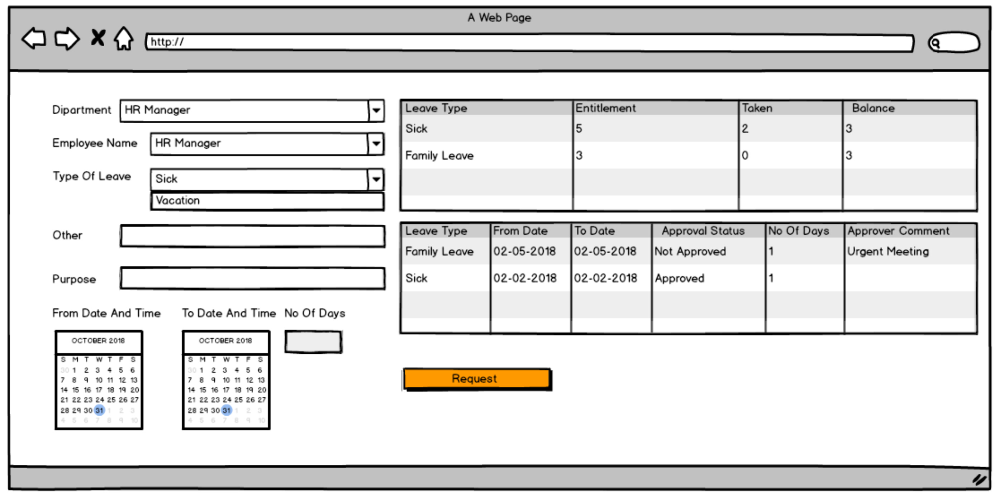 A Web Page
http://
Dipartment HR Manager
Employee Name HR Manager
Type Of Leave Sick
Vacation
Other
Purpose
From Date And Time To Date And Time No Of Days
OCTOBER 2018
S M T W T F S
30 1 2 3 4 5 6
7 8 9 10 11 12 13
14 15 16 17 18 19 20
21 22 23 24 25 26 27
28 29 30 31 1 2 3
4 5 6 7 8 9 10
OCTOBER 2018
S M T W T F S
30 1 2 3 4 5 6
7 8 9 10 11 12 13
14 15 16 17 18 19 20
21 22 23 24 25 26 27
28 29 30 31 1 2 3
4 5 6 7 8 9 10
Leave Type Entitlement Taken Balance
Sick 5 2 3
Family Leave 3 0 3
Leave Type From Date To Date Approval Status No Of Days Approver Comment
Family Leave 02-05-2018 02-05-2018 Not Approved 1 Urgent Meeting
Sick 02-02-2018 02-02-2018 Approved 1
Request